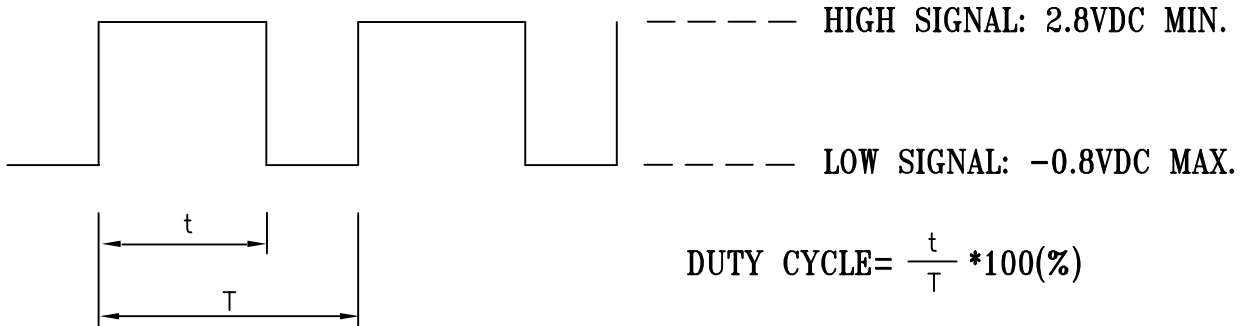 HIGH SIGNAL: 2.8VDC MIN.
LOW SIGNAL: -0.8VDC MAX.
t
T
DUTY CYCLE= t/T *100(%)